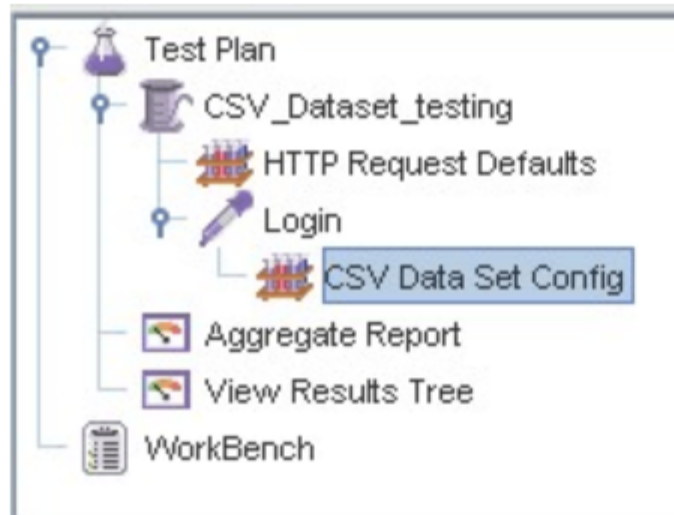 Test Plan
CSV_Dataset_testing
HTTP Request Defaults
Login
CSV Data Set Config
Aggregate Report
View Results Tree
WorkBench